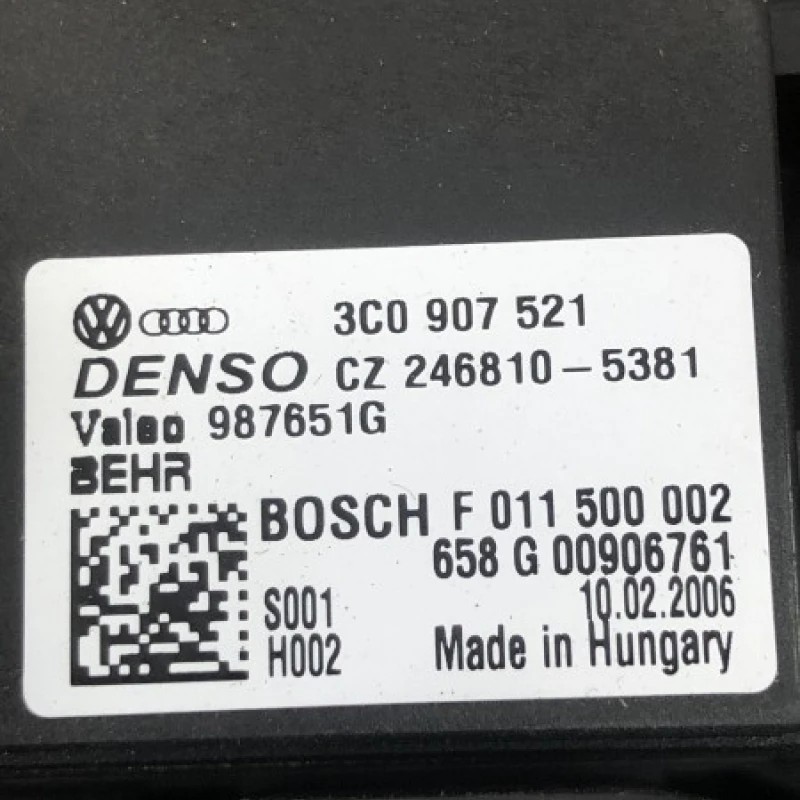 3C0 907 521
DENSO CZ 246810-5381
Valeo 987651G
BEHR
BOSCH F 011 500 002
658 G 00906761
S001 10.02.2006
H002 Made in Hungary